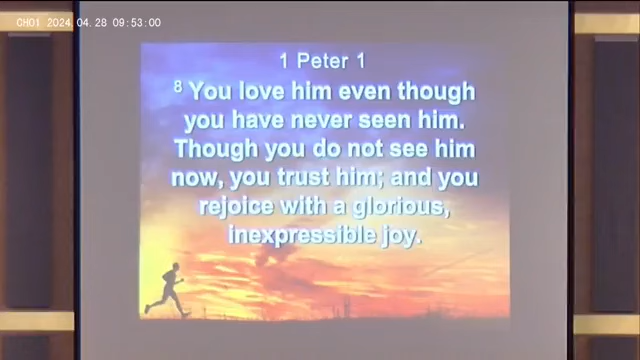 CH01 2024.04.28 09:53:00
1 Peter 1
8 You love him even though
you have never seen him.
Though you do not see him
now, you trust him; and you
rejoice with a glorious,
inexpressible joy.